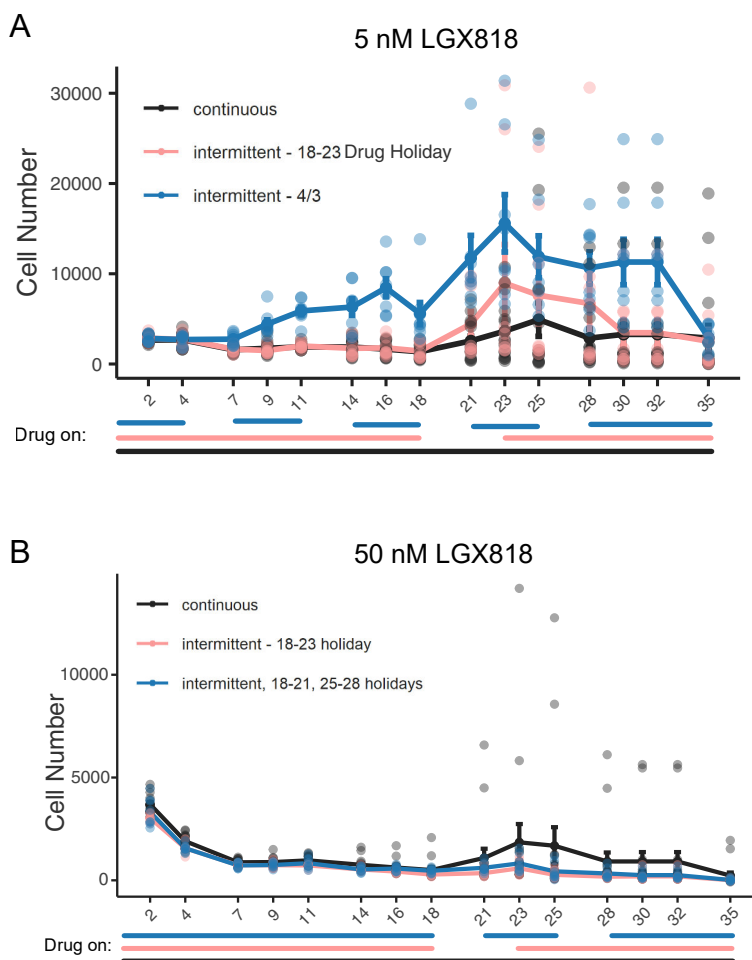 A
5 nM LGX818
Cell Number
30000
20000
10000
0
continuous
intermittent - 18-23 Drug Holiday
intermittent - 4/3
2 4 7 9 11 14 16 18 21 23 25 28 30 32 35
Drug on:
B
50 nM LGX818
Cell Number
10000
5000
0
continuous
intermittent - 18-23 holiday
intermittent, 18-21, 25-28 holidays
2 4 7 9 11 14 16 18 21 23 25 28 30 32 35
Drug on: